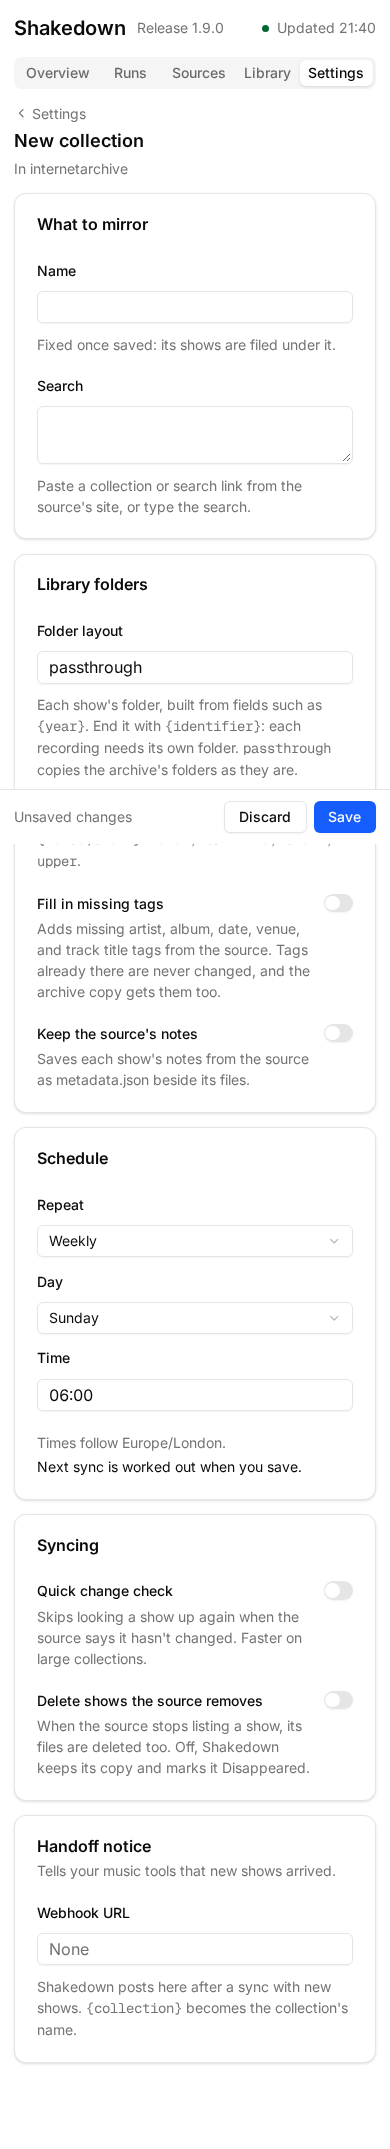 Shakedown Release 1.9.0 Updated 21:40
Overview Runs Sources Library Settings
Settings
New collection
In internetarchive
What to mirror
Name
Fixed once saved: its shows are filed under it.
Search
Paste a collection or search link from the
source's site, or type the search.
Library folders
Folder layout
passthrough
Each show's folder, built from fields such as
{year}. End it with {identifier}: each
recording needs its own folder. passthrough
copies the archive's folders as they are.
Unsaved changes Discard Save
upper.
Fill in missing tags
Adds missing artist, album, date, venue,
and track title tags from the source. Tags
already there are never changed, and the
archive copy gets them too.
Keep the source's notes
Saves each show's notes from the source
as metadata.json beside its files.
Schedule
Repeat
Weekly
Day
Sunday
Time
06:00
Times follow Europe/London.
Next sync is worked out when you save.
Syncing
Quick change check
Skips looking a show up again when the
source says it hasn't changed. Faster on
large collections.
Delete shows the source removes
When the source stops listing a show, its
files are deleted too. Off, Shakedown
keeps its copy and marks it Disappeared.
Handoff notice
Tells your music tools that new shows arrived.
Webhook URL
None
Shakedown posts here after a sync with new
shows. {collection} becomes the collection's
name.